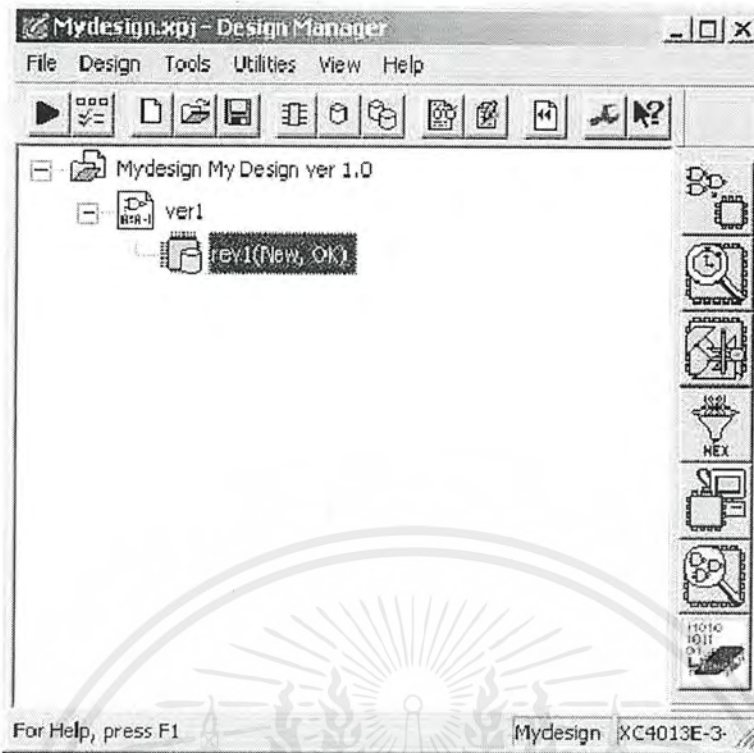 Mydesign.xpj - Design Manager
File Design Tools Utilities View Help
Mydesign My Design ver 1.0
ver1
rev1(New, OK)
HEX
For Help, press F1
Mydesign XC4013E-3-